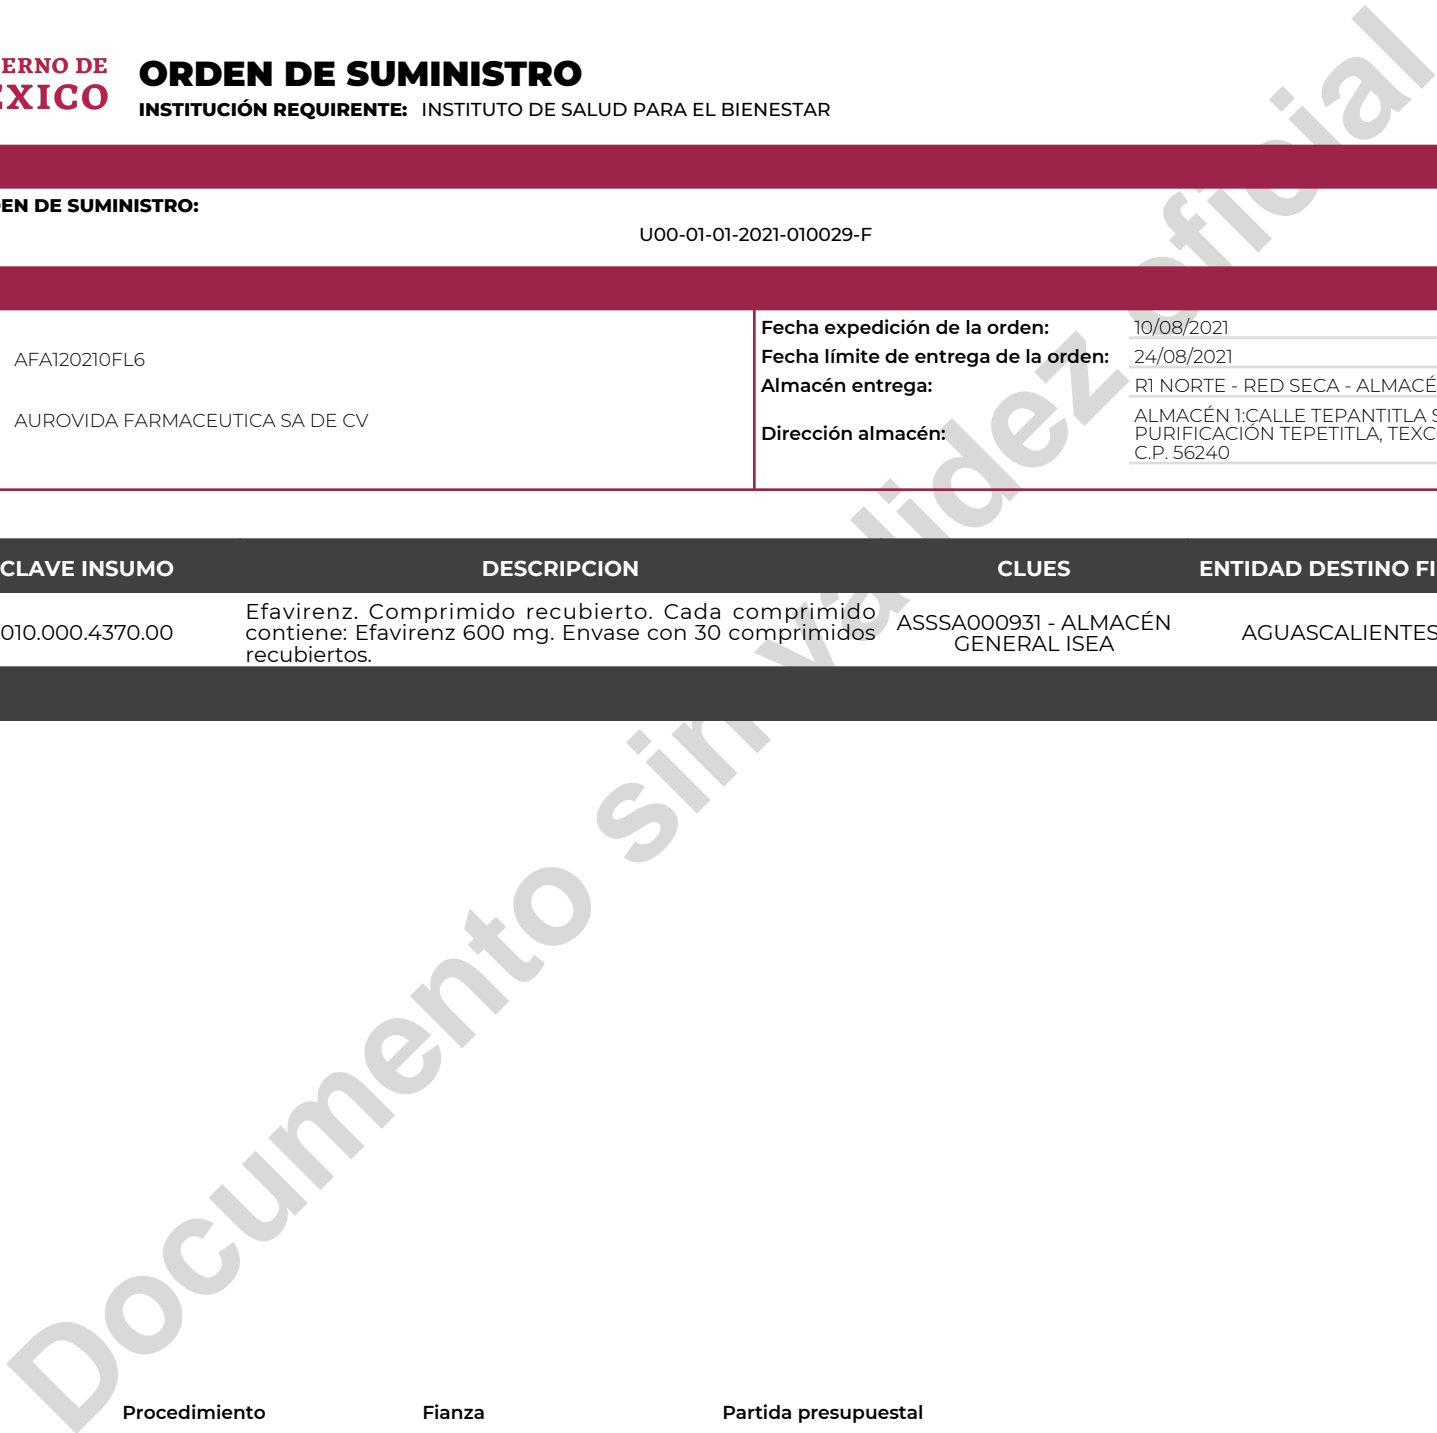 ERNO DE
EXICO
ORDEN DE SUMINISTRO
INSTITUCIÓN REQUIRENTE: INSTITUTO DE SALUD PARA EL BIENESTAR
EN DE SUMINISTRO:
U00-01-01-2021-010029-F
AFA120210FL6
AUROVIDA FARMACEUTICA SA DE CV
Fecha expedición de la orden: 10/08/2021
Fecha límite de entrega de la orden: 24/08/2021
Almacén entrega: R1 NORTE - RED SECA - ALMACÉ
Dirección almacén: ALMACÉN 1:CALLE TEPANTITLA S
PURIFICACIÓN TEPETITLA, TEXC
C.P. 56240
CLAVE INSUMO DESCRIPCION CLUES ENTIDAD DESTINO FI
010.000.4370.00
Efavirenz. Comprimido recubierto. Cada comprimido
contiene: Efavirenz 600 mg. Envase con 30 comprimidos
recubiertos.
ASSSA000931 - ALMACÉN
GENERAL ISEA
AGUASCALIENTES
Documento sin validez oficial
Procedimiento Fianza Partida presupuestal